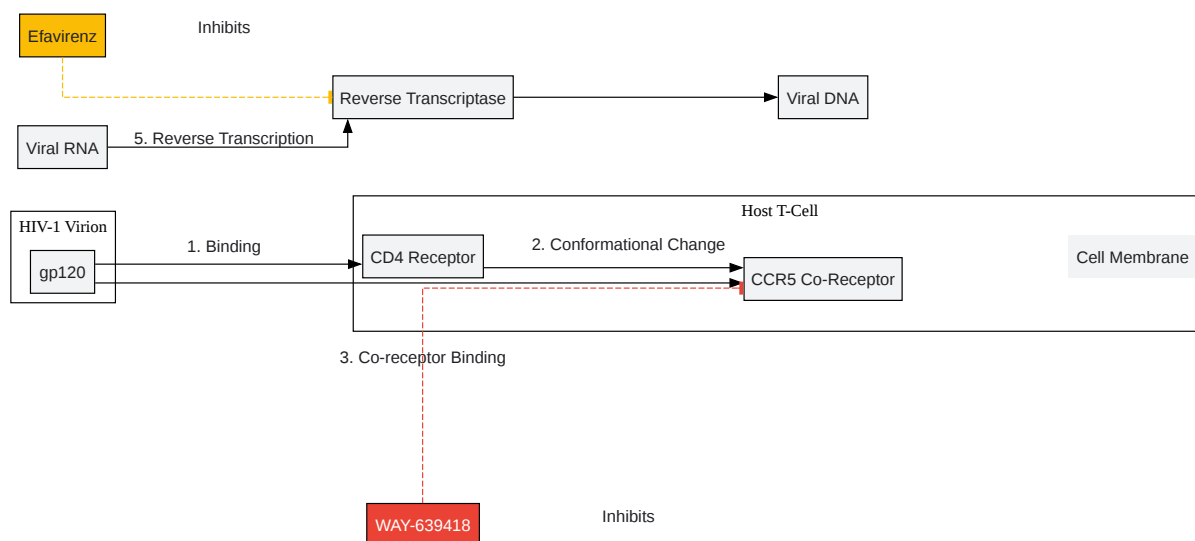 Efavirenz
Inhibits
Reverse Transcriptase
Viral DNA
Viral RNA
5. Reverse Transcription
Host T-Cell
HIV-1 Virion
gp120
1. Binding
CD4 Receptor
2. Conformational Change
CCR5 Co-Receptor
Cell Membrane
3. Co-receptor Binding
WAY-639418
Inhibits